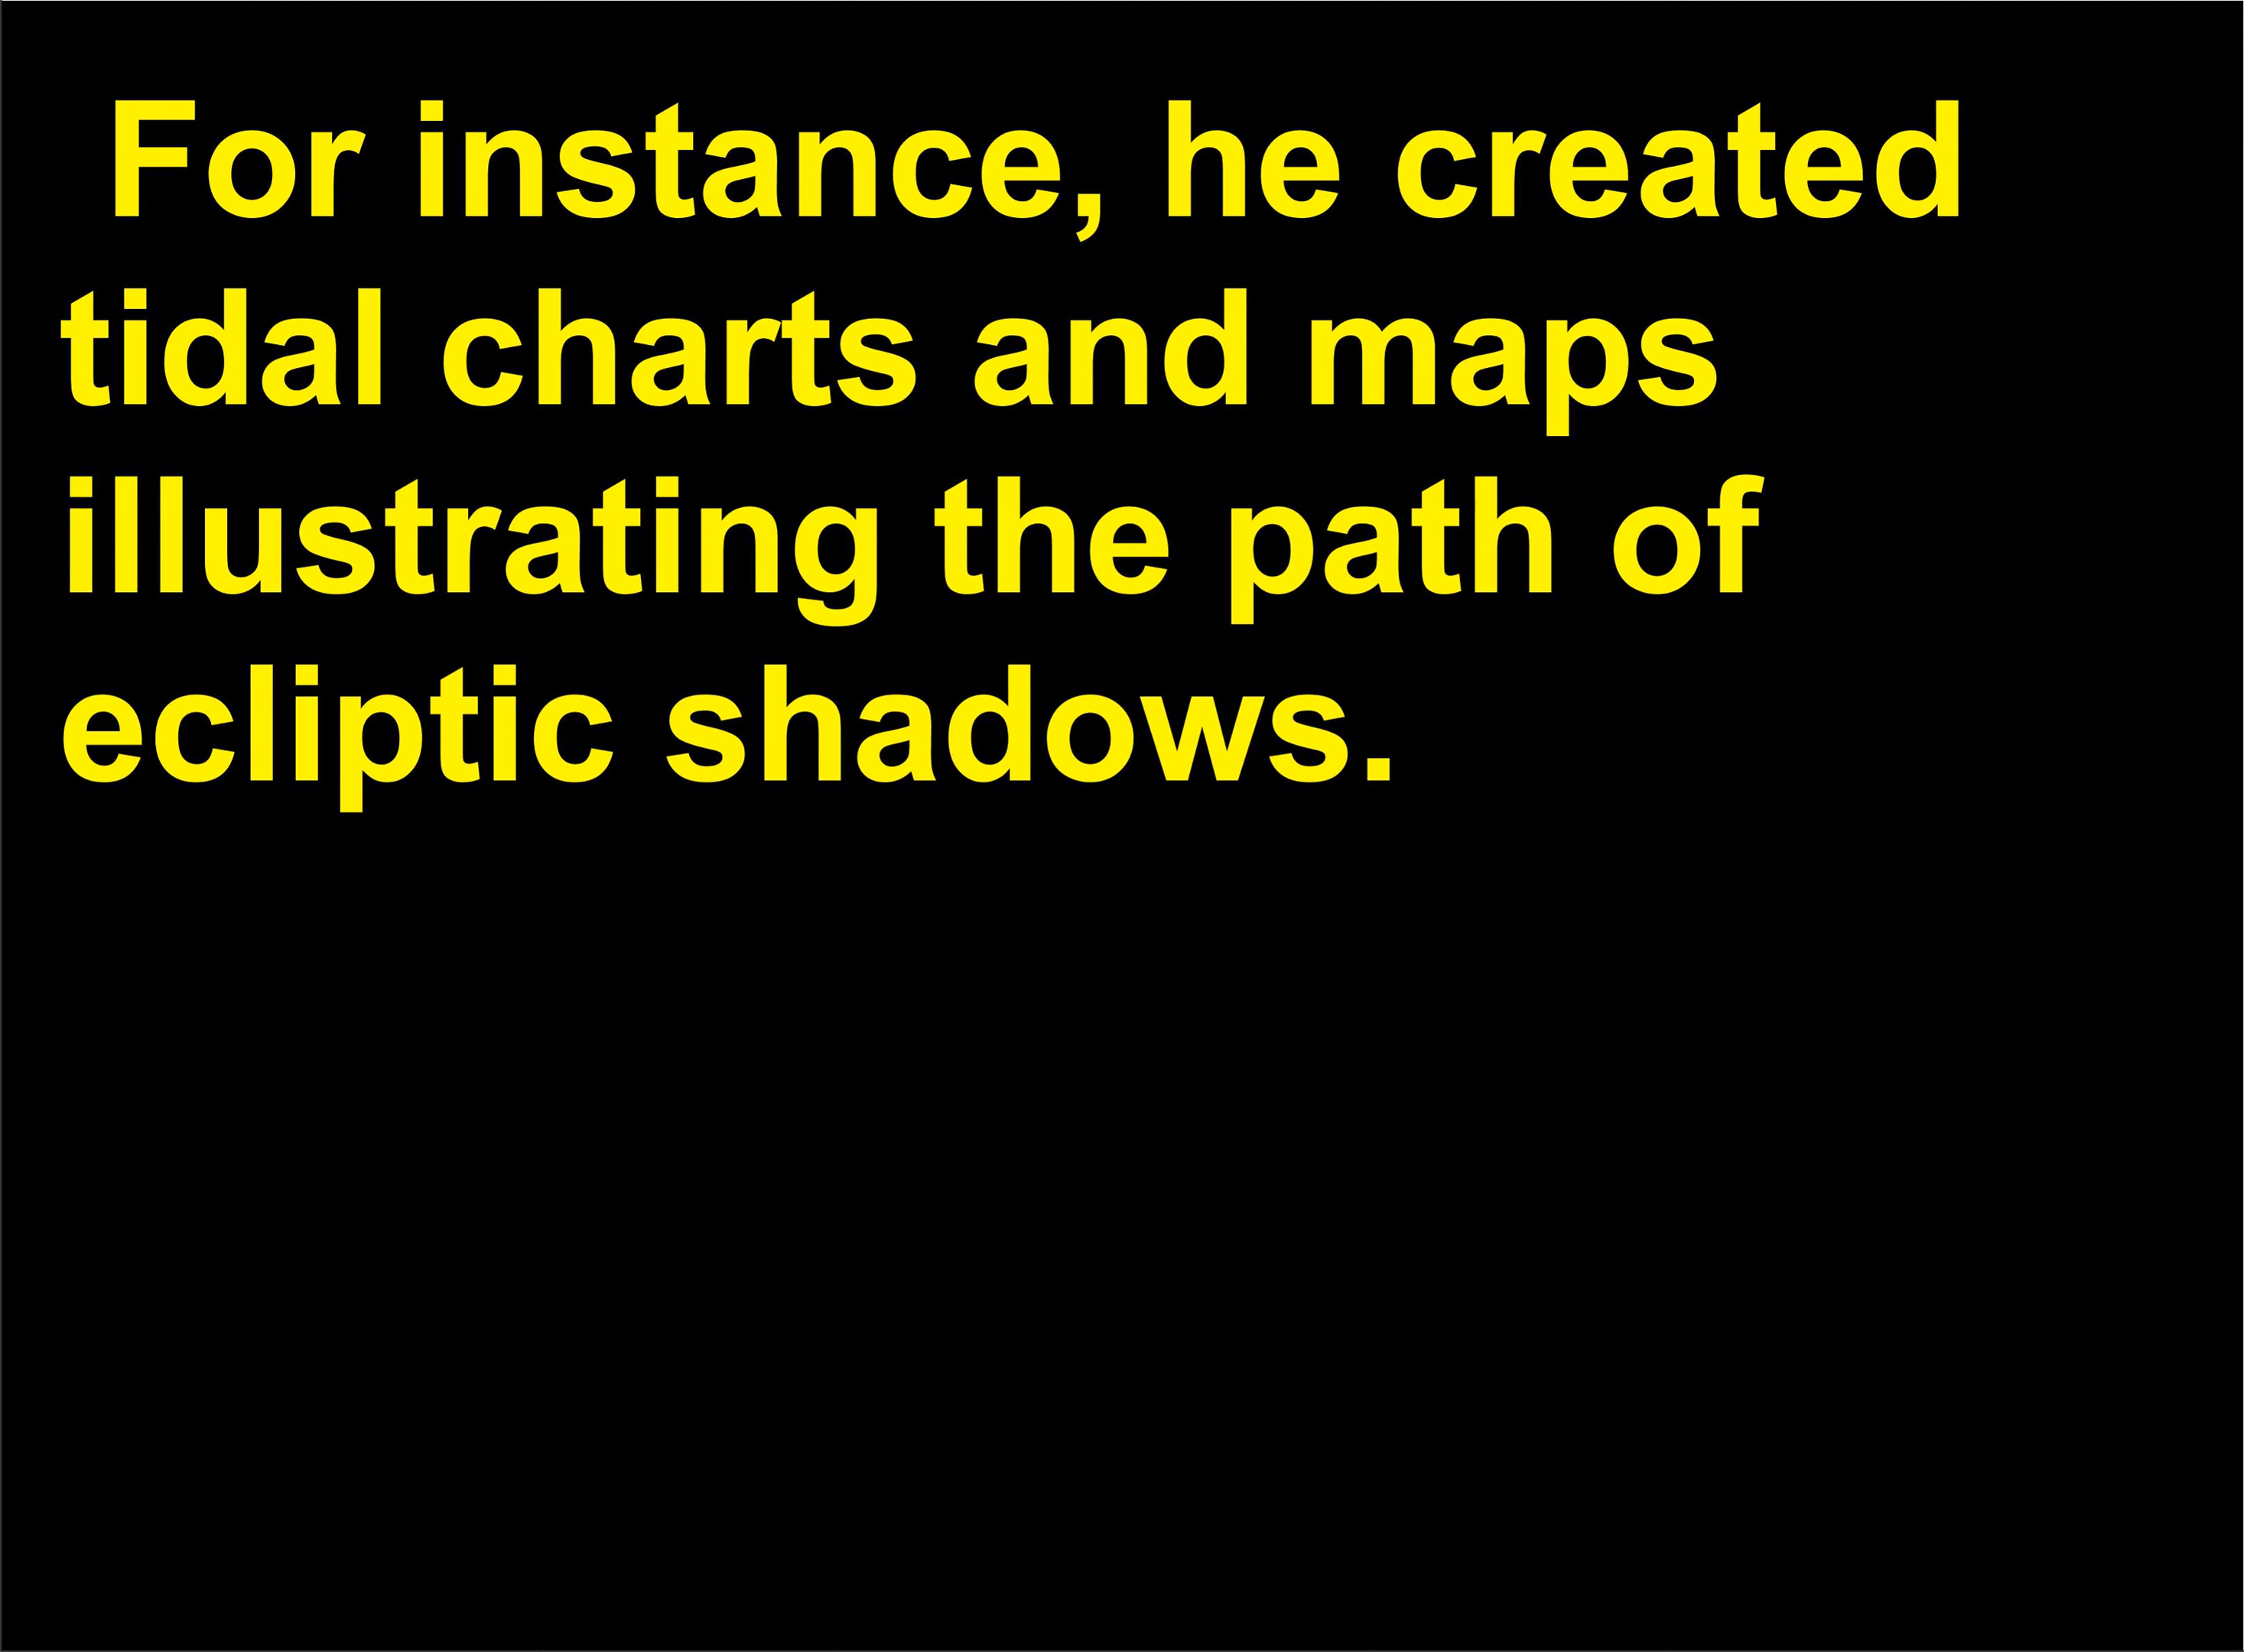 For instance, he created
tidal charts and maps
illustrating the path of
ecliptic shadows.